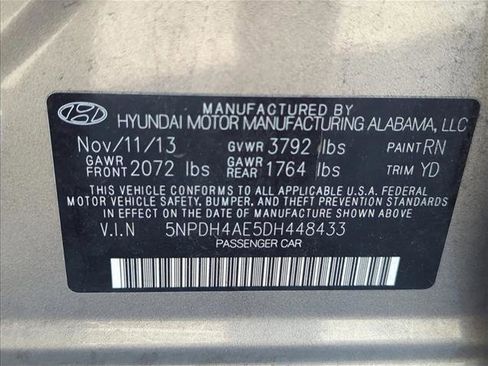 MANUFACTURED BY
HYUNDAI MOTOR MANUFACTURING ALABAMA, LLC
Nov/11/13 GVWR 3792 lbs PAINT RN
GAWR FRONT 2072 lbs GAWR REAR 1764 lbs TRIM YD
THIS VEHICLE CONFORMS TO ALL APPLICABLE U.S.A. FEDERAL
MOTOR VEHICLE SAFETY, BUMPER, AND THEFT PREVENTION STANDARDS
IN EFFECT ON THE DATE OF MANUFACTURE SHOWN ABOVE.
V.I.N 5NPDH4AE5DH448433
PASSENGER CAR